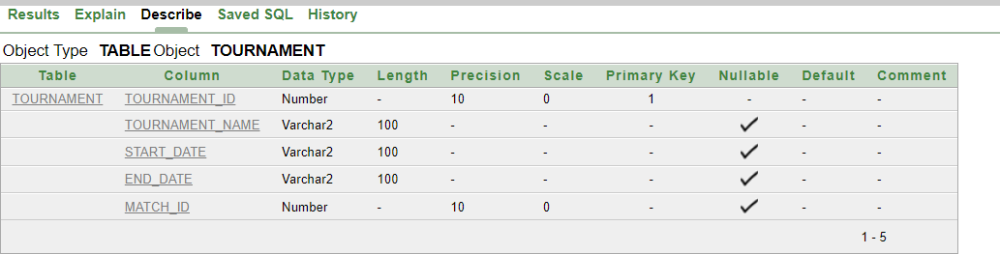 Results Explain Describe Saved SQL History
Object Type TABLE Object TOURNAMENT
Table Column Data Type Length Precision Scale Primary Key Nullable Default Comment
TOURNAMENT TOURNAMENT_ID Number - 10 0 1 - - -
TOURNAMENT_NAME Varchar2 100 - - - ✓ - -
START_DATE Varchar2 100 - - - ✓ - -
END_DATE Varchar2 100 - - - ✓ - -
MATCH_ID Number - 10 0 - ✓ - -
1 - 5